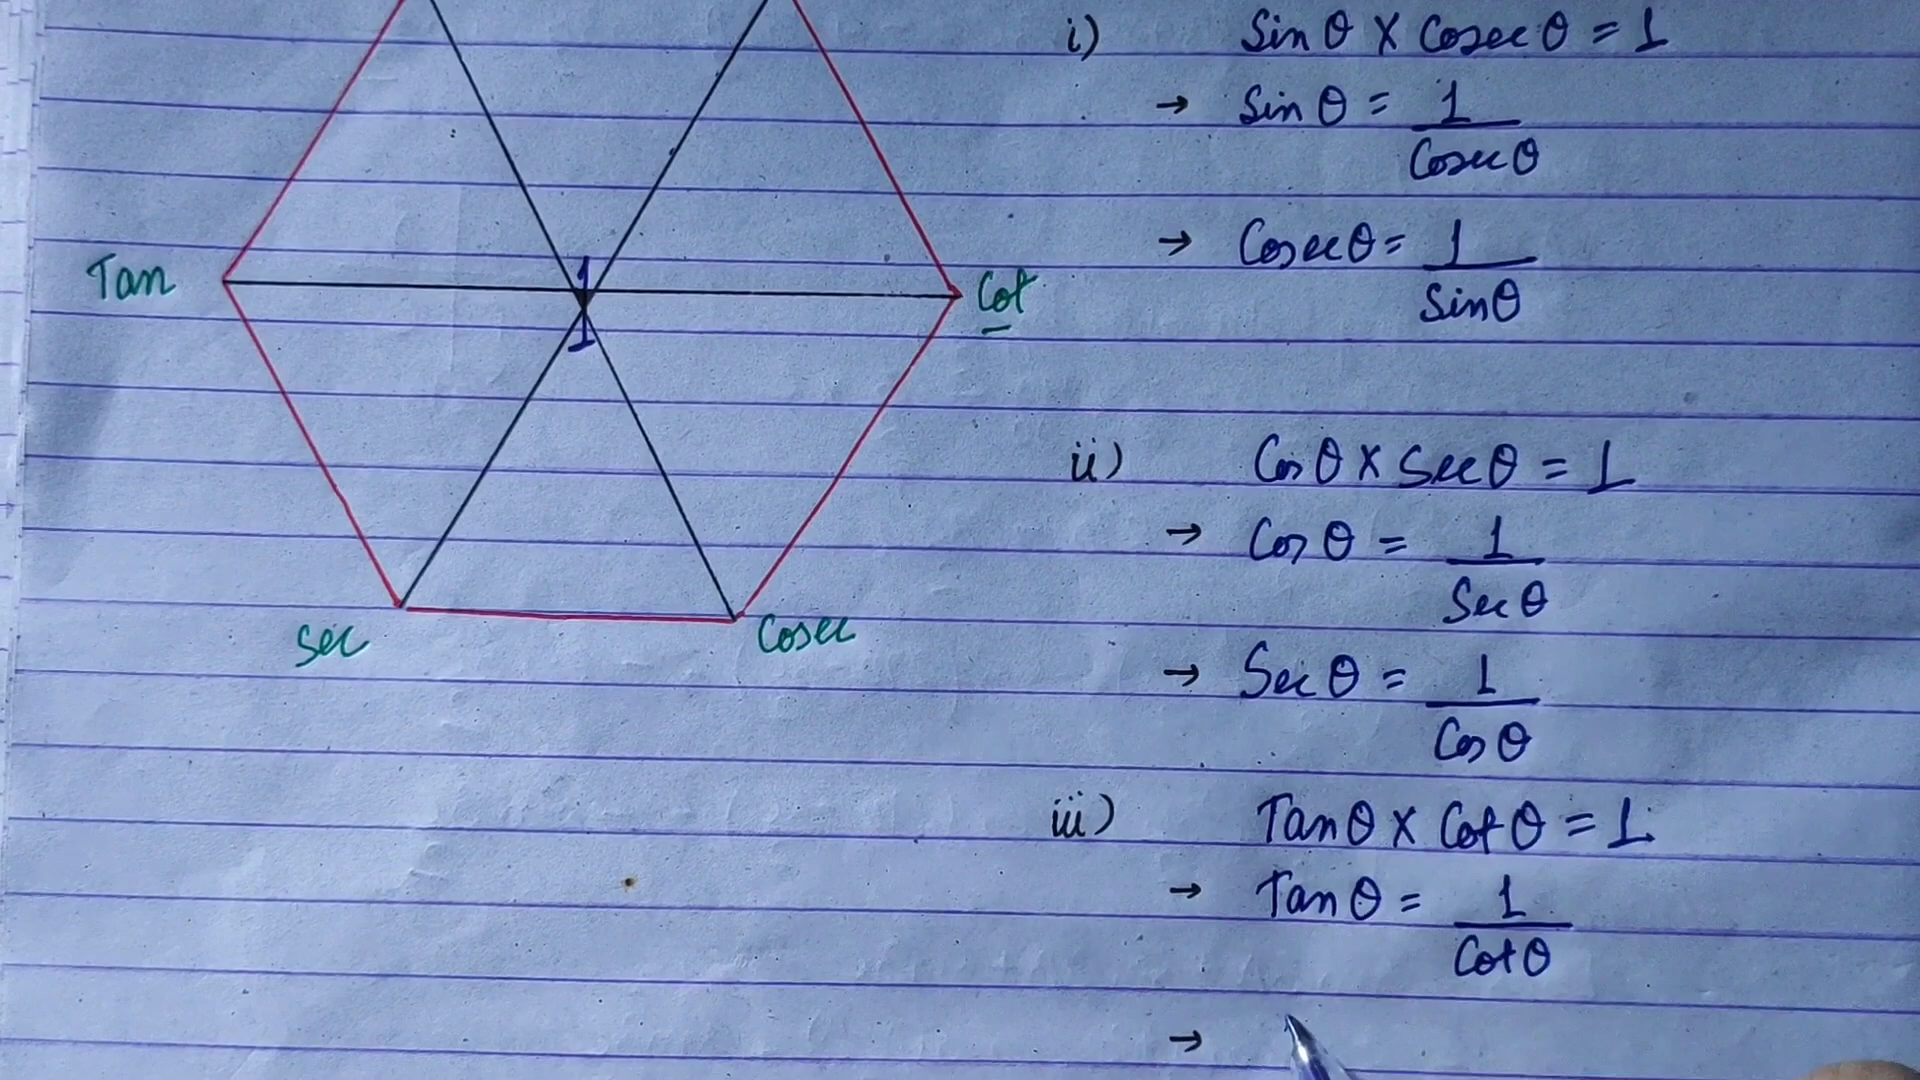 Tan
1
1
Cot
Sec
Cosec
i) Sin θ X Cosec θ = 1
→ Sin θ = 1
Cosec θ
→ Cosec θ = 1
Sin θ
ii) Cos θ X Sec θ = 1
→ Cos θ = 1
Sec θ
→ Sec θ = 1
Cos θ
iii) Tan θ X Cot θ = 1
→ Tan θ = 1
Cot θ
→